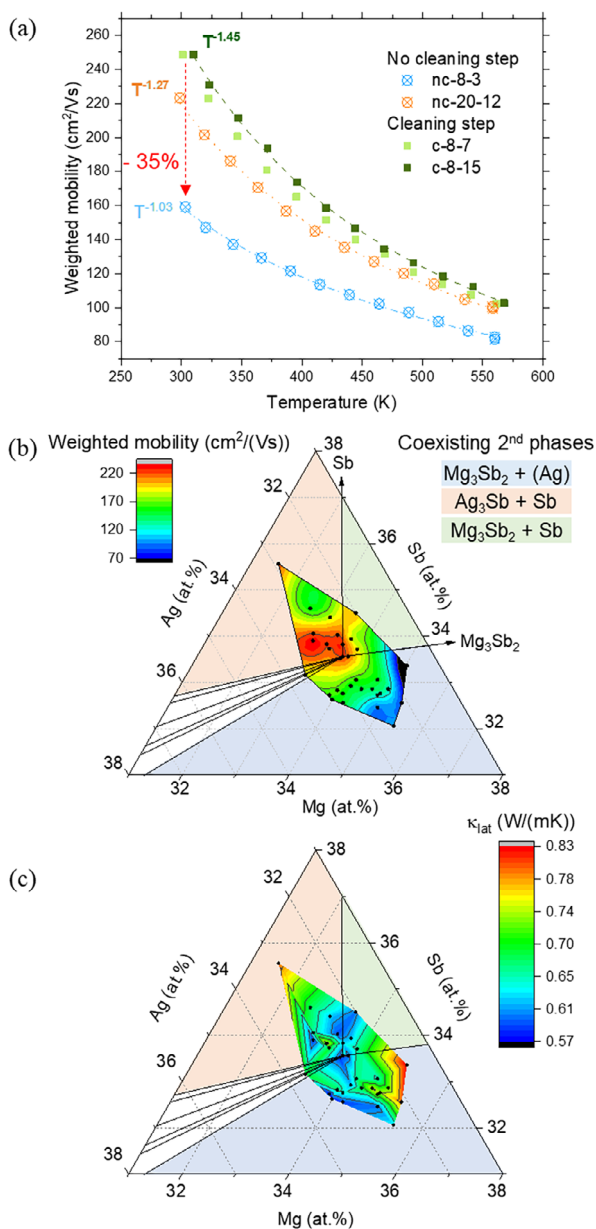 (a)
T-1.45
T-1.27
- 35%
T-1.03
No cleaning step
nc-8-3
nc-20-12
Cleaning step
c-8-7
c-8-15
Weighted mobility (cm2/Vs)
260
240
220
200
180
160
140
120
100
80
250 300 350 400 450 500 550 600
Temperature (K)
(b)
Weighted mobility (cm2/(Vs))
220
170
120
70
Coexisting 2nd phases
Mg3Sb2 + (Ag)
Ag3Sb + Sb
Mg3Sb2 + Sb
38
Sb
32
36
Sb (at.%)
Ag (at.%)
34
34
Mg3Sb2
36
32
38
32 34 36 38
Mg (at.%)
κlat (W/(mK))
0.83
0.76
0.70
0.66
0.61
0.57
(c)
38
32
36
Ag (at.%)
Sb (at.%)
34
34
36
32
38
32 34 36 38
Mg (at.%)